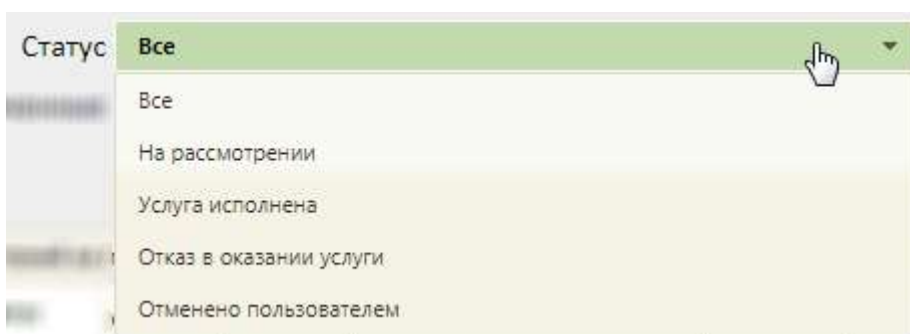 Статус Все
Все
На рассмотрении
Услуга исполнена
Отказ в оказании услуги
Отменено пользователем